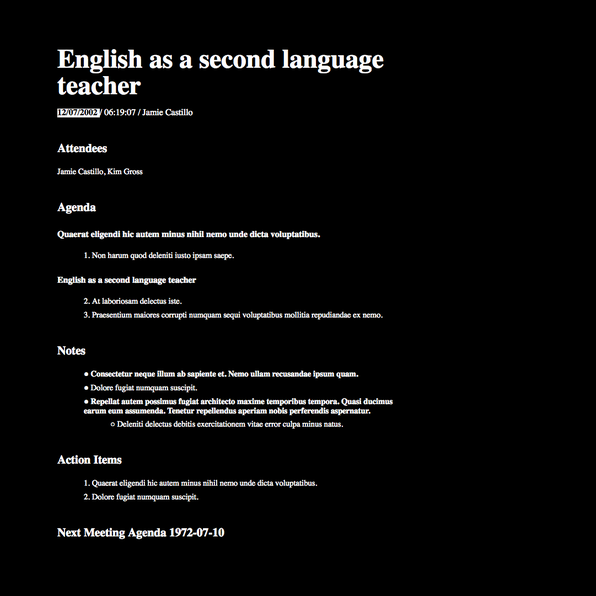 English as a second language
teacher
12/07/2002/ 06:19:07 / Jamie Castillo
Attendees
Jamie Castillo, Kim Gross
Agenda
Quaerat eligendi hic autem minus nihil nemo unde dicta voluptatibus.
1. Non harum quod deleniti iusto ipsam saepe.
English as a second language teacher
2. At laboriosam delectus iste.
3. Praesentium maiores corrupti numquam sequi voluptatibus mollitia repudiandae ex nemo.
Notes
● Consectetur neque illum ab sapiente et. Nemo ullam recusandae ipsum quam.
● Dolore fugiat numquam suscipit.
● Repellat autem possimus fugiat architecto maxime temporibus tempora. Quasi ducimus
earum eum assumenda. Tenetur repellendus aperiam nobis perferendis aspernatur.
○ Deleniti delectus debitis exercitationem vitae error culpa minus natus.
Action Items
1. Quaerat eligendi hic autem minus nihil nemo unde dicta voluptatibus.
2. Dolore fugiat numquam suscipit.
Next Meeting Agenda 1972-07-10